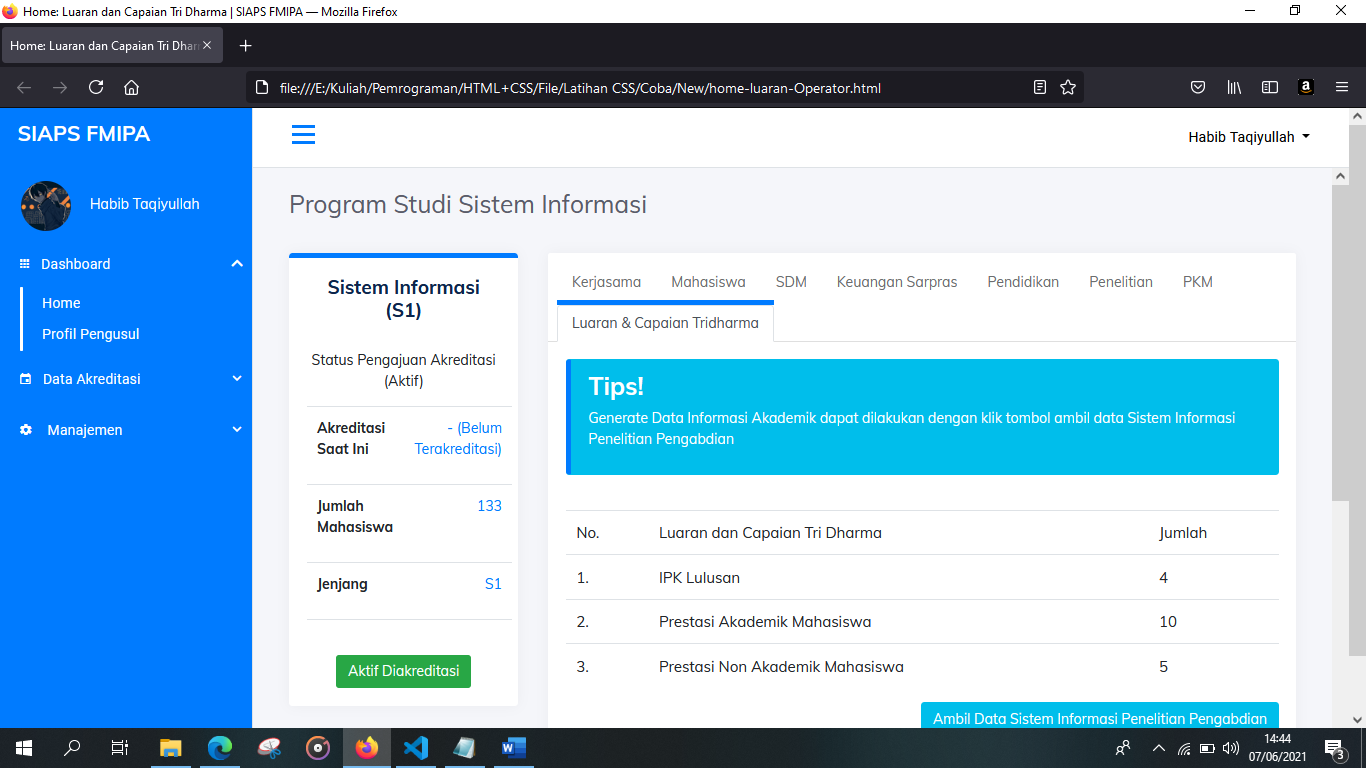 Home: Luaran dan Capaian Tri Dharma | SIAPS FMIPA — Mozilla Firefox
Home: Luaran dan Capaian Tri Dhar
file:///E:/Kuliah/Pemrograman/HTML+CSS/File/Latihan CSS/Coba/New/home-luaran-Operator.html
SIAPS FMIPA
Habib Taqiyullah
Habib Taqiyullah
Dashboard
Home
Profil Pengusul
Data Akreditasi
Manajemen
Program Studi Sistem Informasi
Sistem Informasi
(S1)
Status Pengajuan Akreditasi
(Aktif)
Akreditasi Saat Ini - (Belum Terakreditasi)
Jumlah Mahasiswa 133
Jenjang S1
Aktif Diakreditasi
Kerjasama Mahasiswa SDM Keuangan Sarpras Pendidikan Penelitian PKM
Luaran & Capaian Tridharma
Tips!
Generate Data Informasi Akademik dapat dilakukan dengan klik tombol ambil data Sistem Informasi
Penelitian Pengabdian
No. Luaran dan Capaian Tri Dharma Jumlah
1. IPK Lulusan 4
2. Prestasi Akademik Mahasiswa 10
3. Prestasi Non Akademik Mahasiswa 5
Ambil Data Sistem Informasi Penelitian Pengabdian
14:44
07/06/2021
3